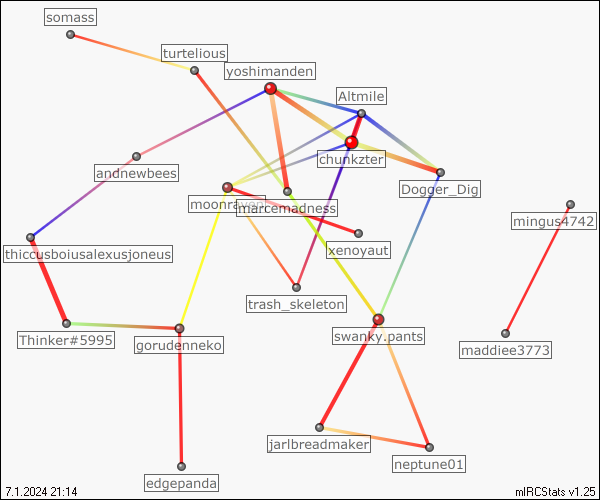 somass
turtelious
yoshimanden
Altmile
chunkzter
andnewbees
Dogger_Dig
marcemadness
mingus4742
xenoyaut
thiccusboiusalexusjoneus
trash_skeleton
swanky.pants
Thinker#5995
gorudenneko
maddiee3773
jarlbreadmaker
neptune01
edgepanda
7.1.2024 21:14
mIRCStats v1.25